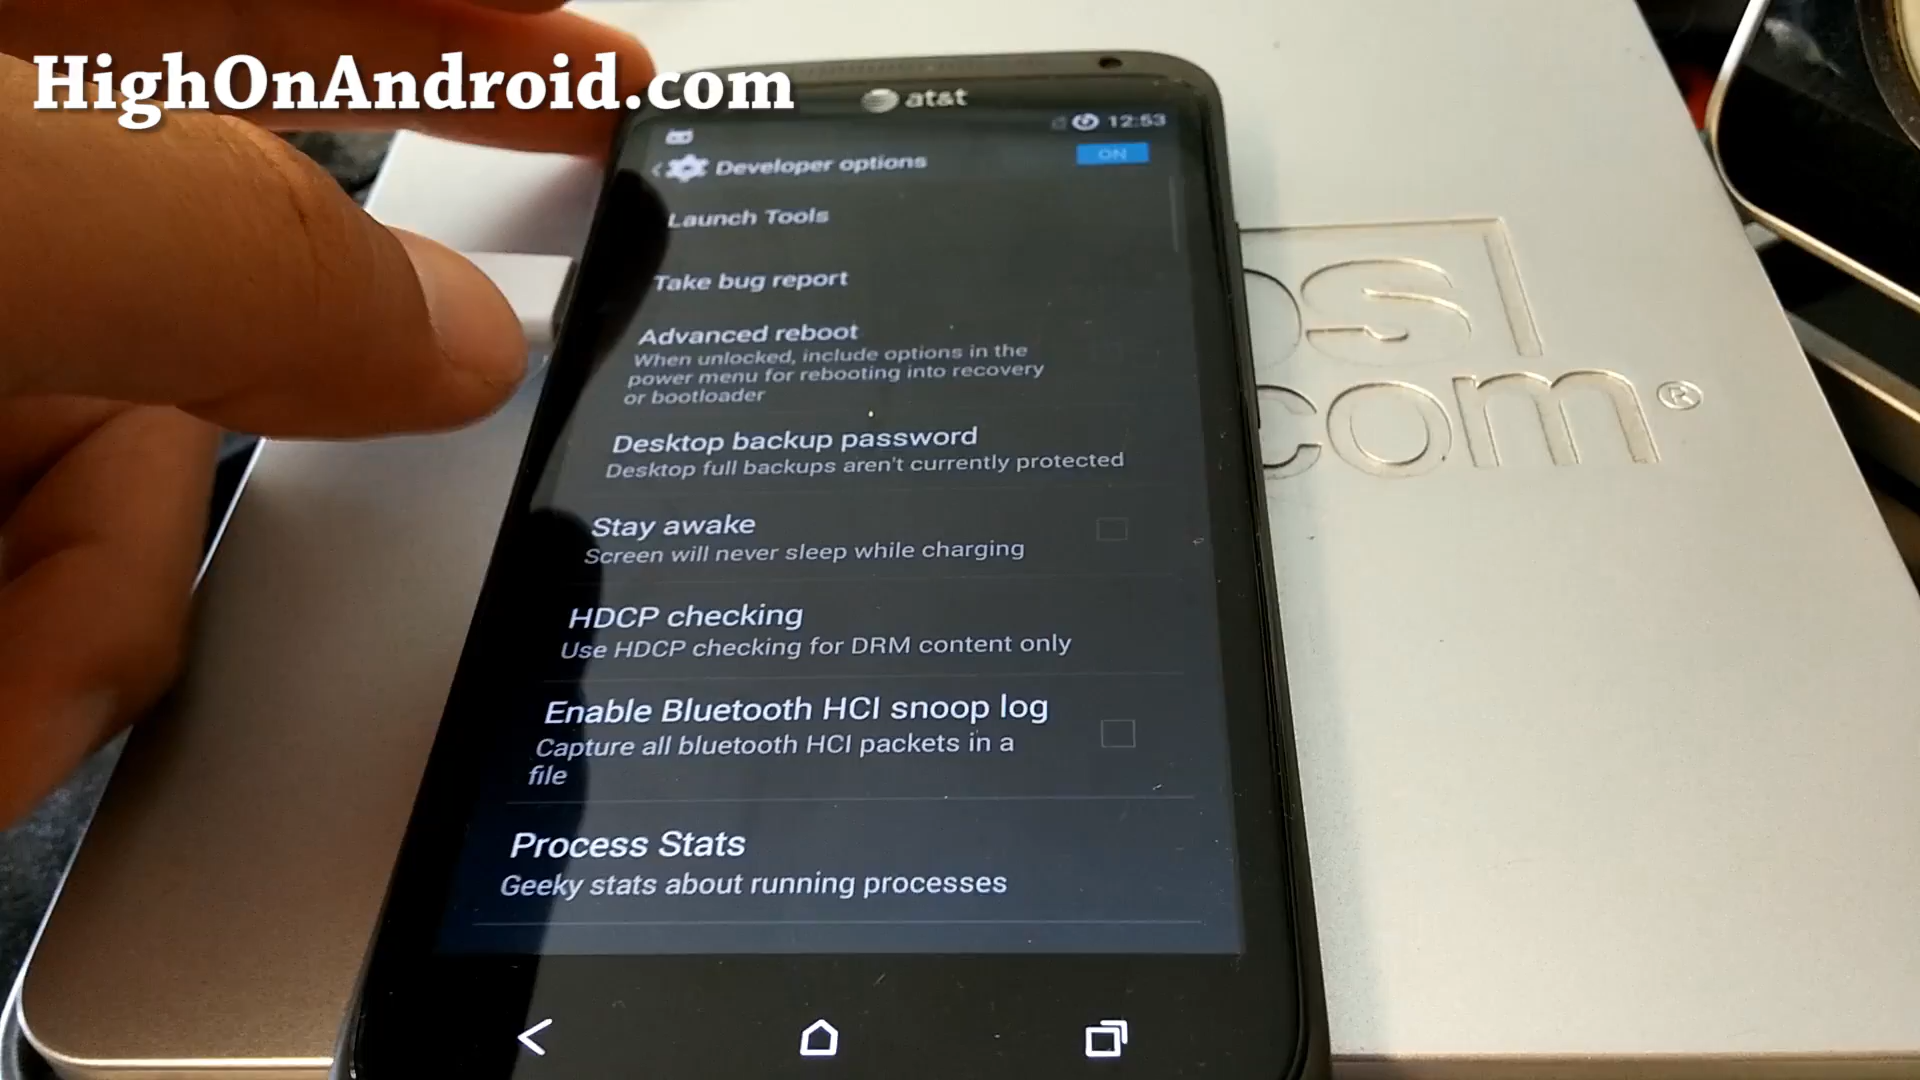 HighOnAndroid.com
at&t
12:53
Developer options
ON
Launch Tools
Take bug report
Advanced reboot
When unlocked, include options in the
power menu for rebooting into recovery
or bootloader
Desktop backup password
Desktop full backups aren't currently protected
Stay awake
Screen will never sleep while charging
HDCP checking
Use HDCP checking for DRM content only
Enable Bluetooth HCI snoop log
Capture all bluetooth HCI packets in a
file
Process Stats
Geeky stats about running processes
com®